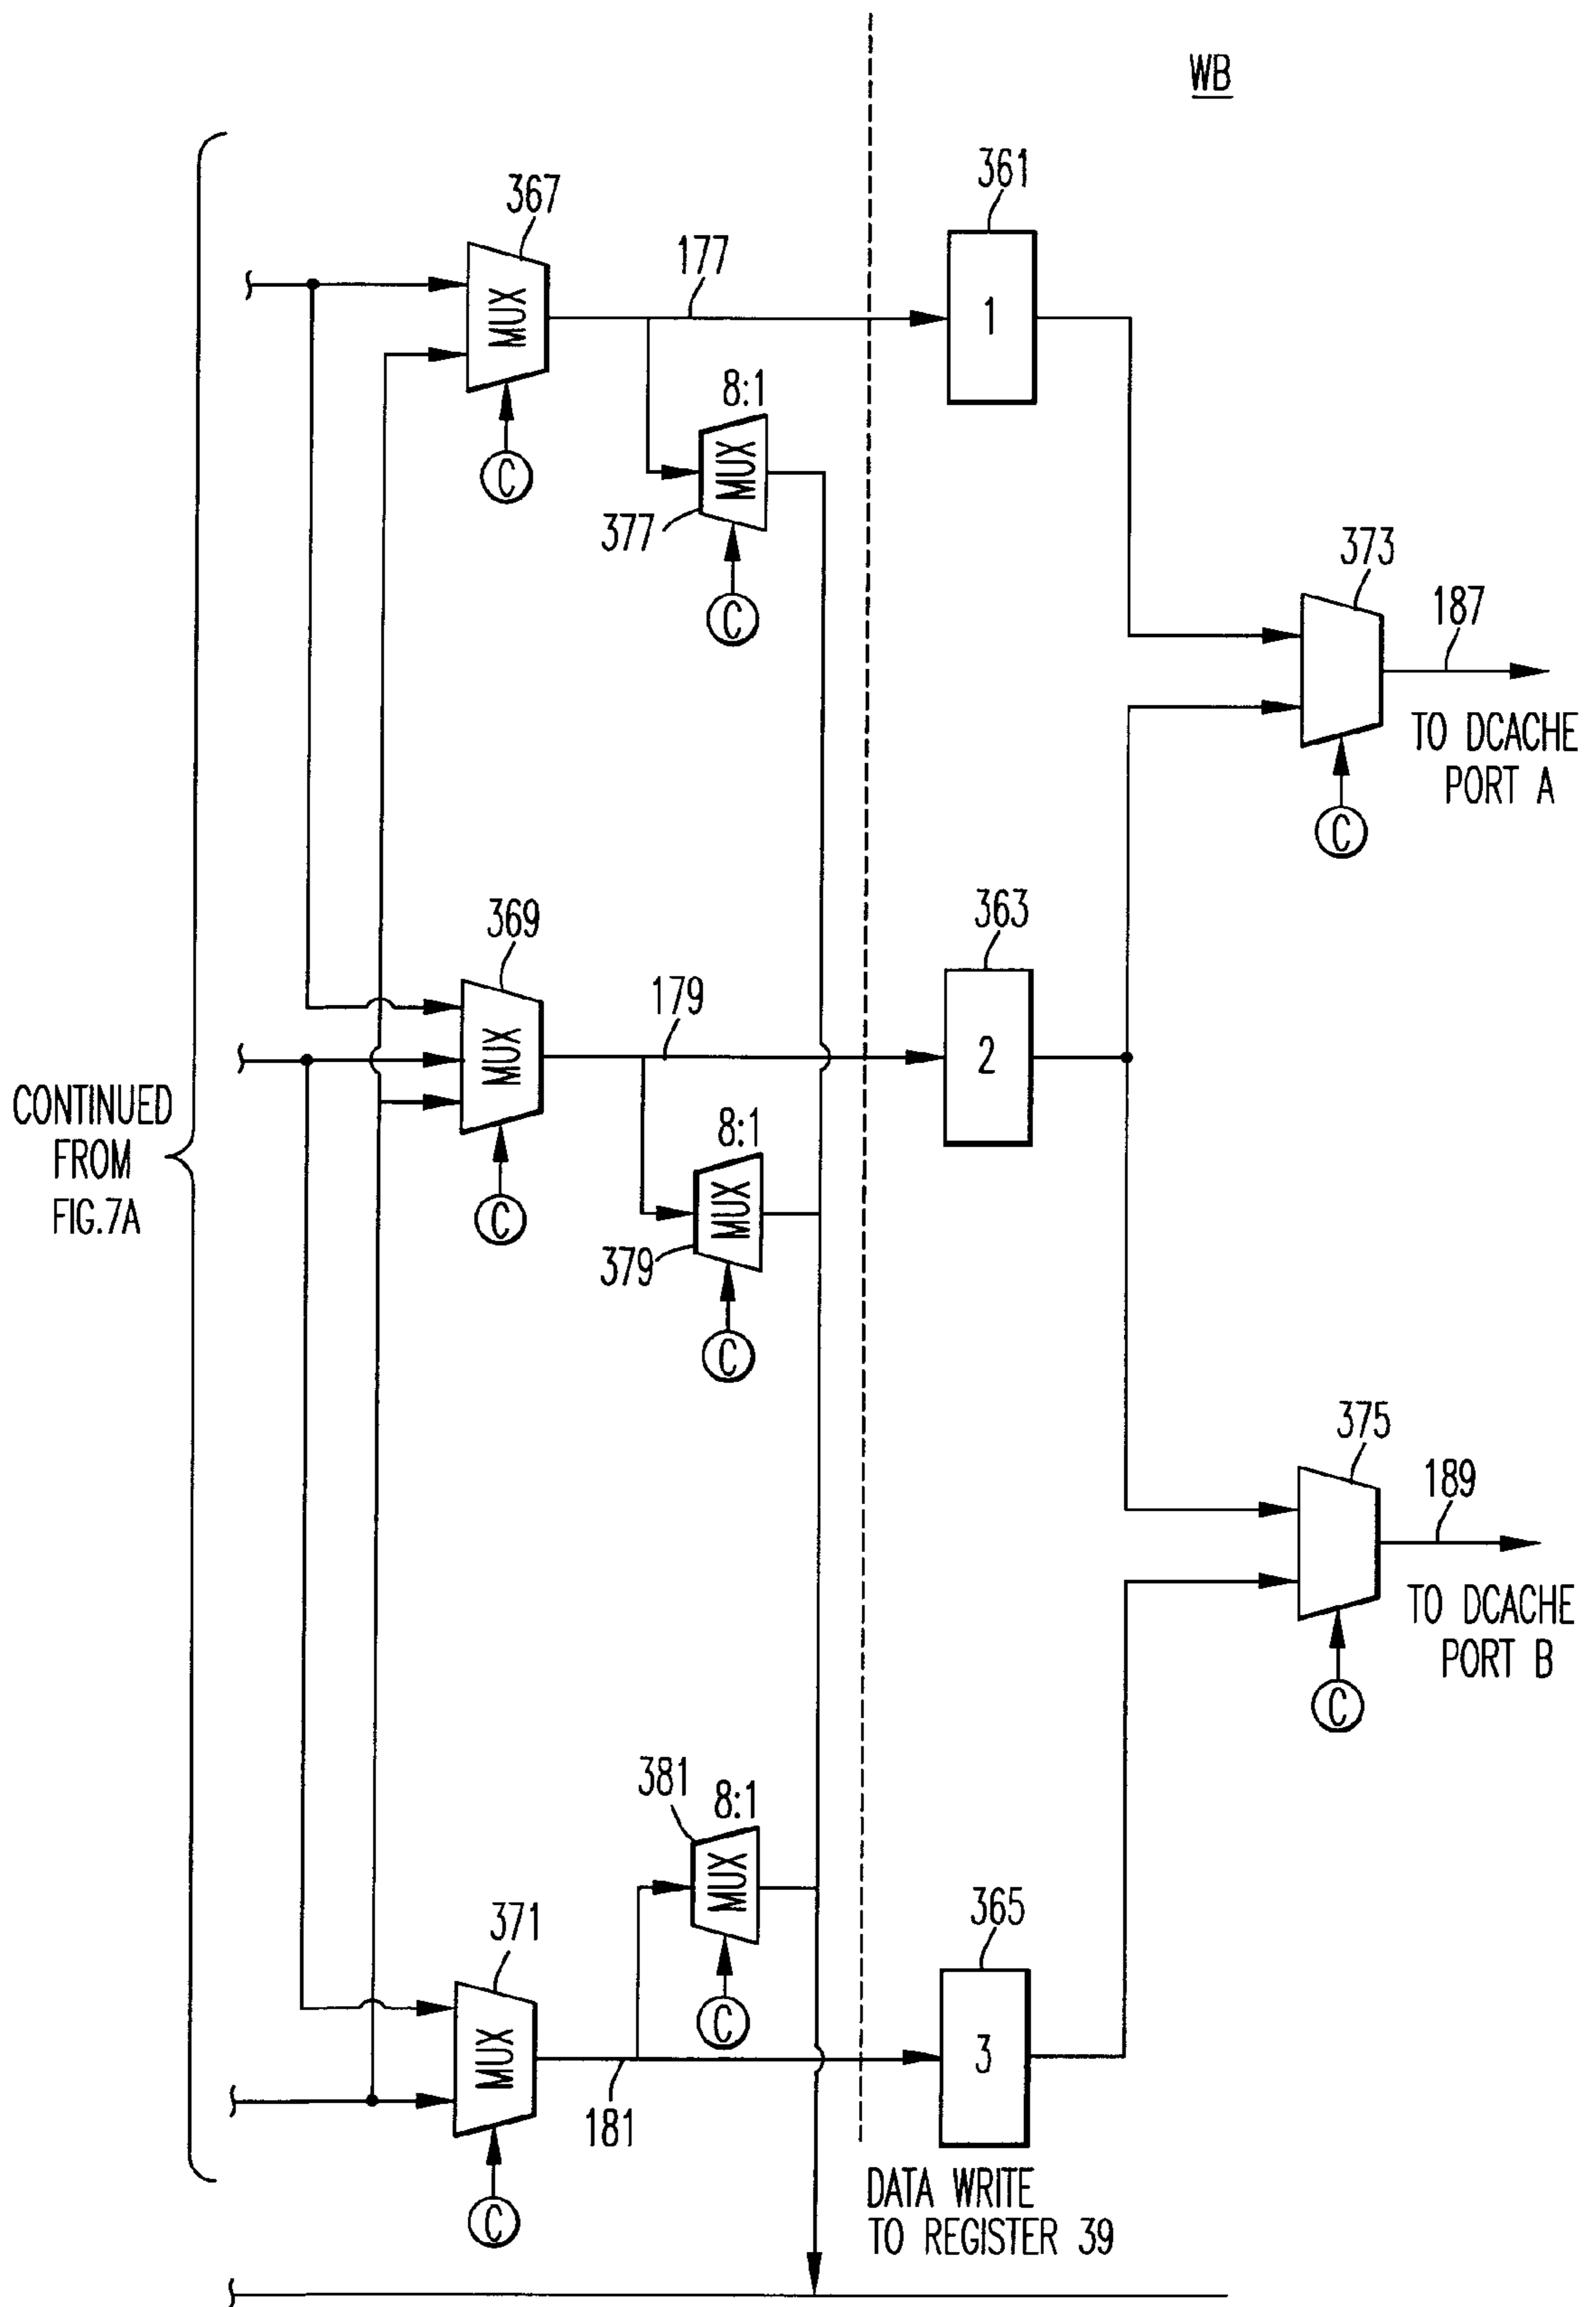 WB
361
367
177
MUX
1
8:1
MUX
C
377
373
187
C
TO DCACHE
PORT A
C
369
363
179
MUX
2
CONTINUED
FROM
FIG.7A
8:1
MUX
C
379
C
375
189
TO DCACHE
PORT B
C
381
8:1
MUX
365
371
C
MUX
3
181
DATA WRITE
TO REGISTER 39
C